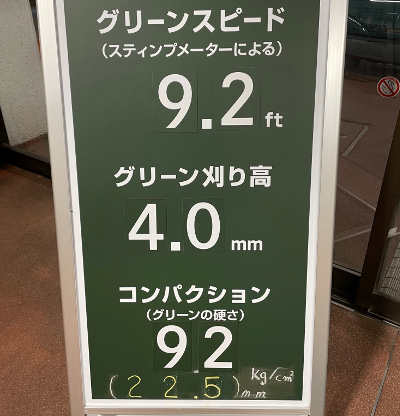 グリーンスピード
(スティンプメーターによる)
9.2 ft
グリーン刈り高
4.0 mm
コンパクション
(グリーンの硬さ)
9.2 Kg/cm²
(22.5) mm